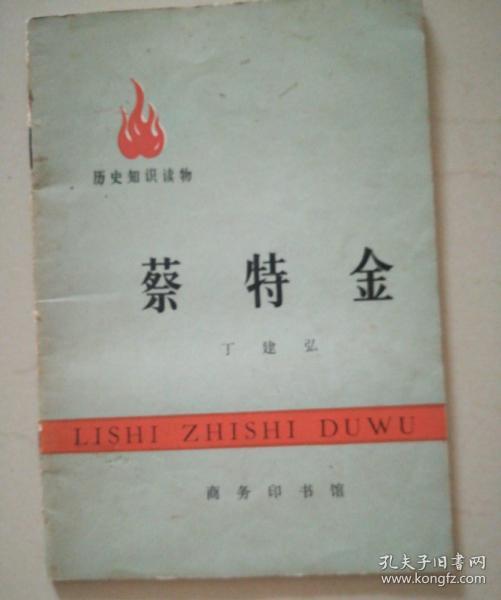 历史知识读物
蔡特金
丁建弘
LISHI ZHISHI DUWU
商务印书馆
孔夫子旧书网
www.kongfz.com